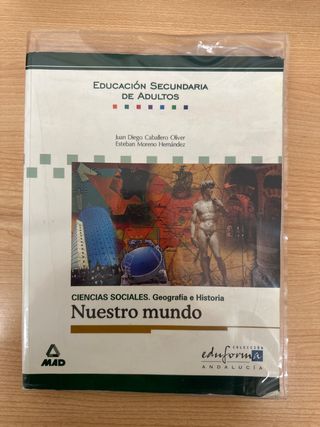 EDUCACIÓN SECUNDARIA
DE ADULTOS
Juan Diego Caballero Oliver
Esteban Moreno Hernández
CIENCIAS SOCIALES. Geografía e Historia
Nuestro mundo
MAD
COLECCIÓN
eduforma
ANDALUCÍA